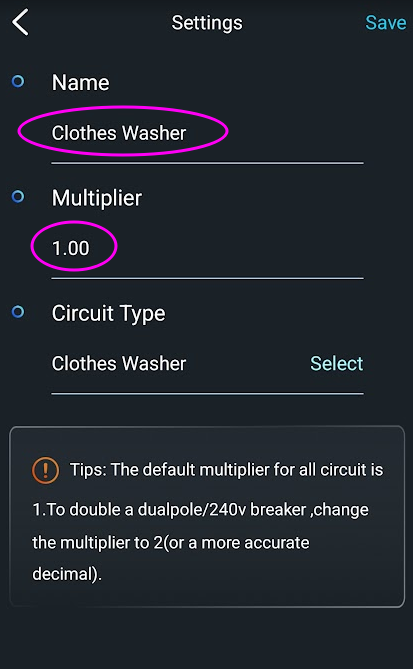 Settings
Save
Name
Clothes Washer
Multiplier
1.00
Circuit Type
Clothes Washer
Select
Tips: The default multiplier for all circuit is
1.To double a dualpole/240v breaker ,change
the multiplier to 2(or a more accurate
decimal).